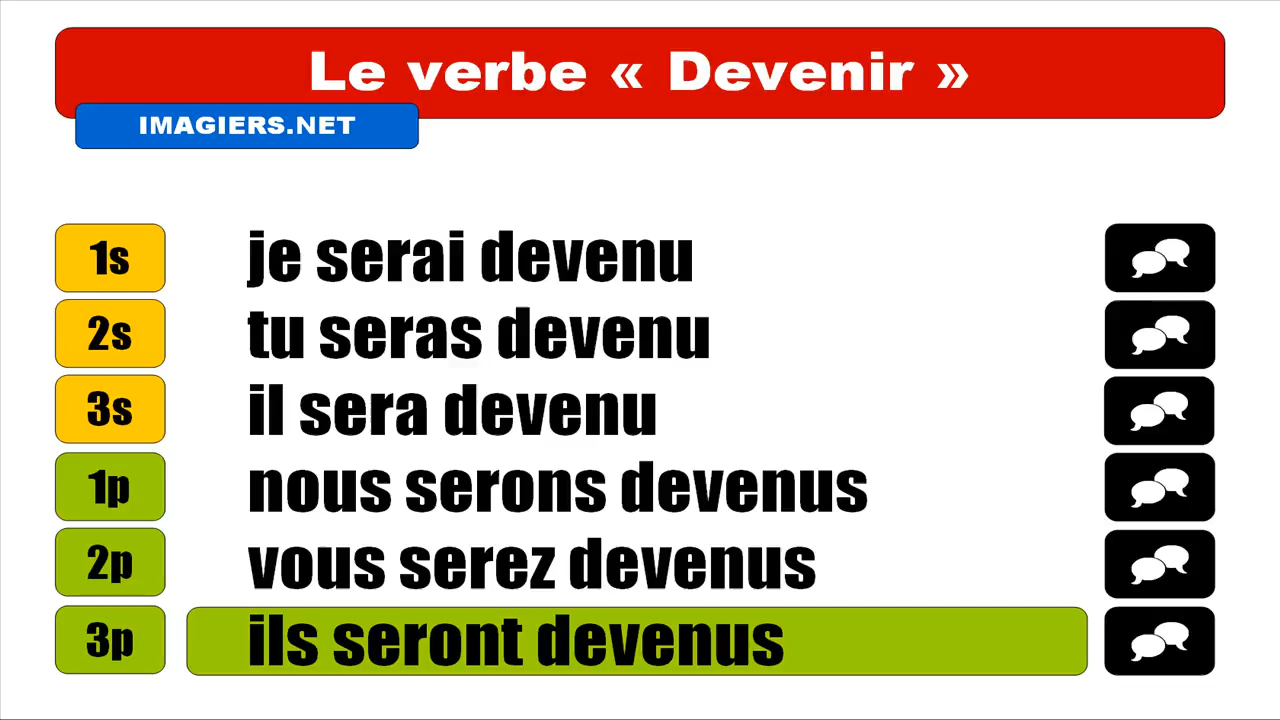 Le verbe « Devenir »
IMAGIERS.NET
1s je serai devenu
2s tu seras devenu
3s il sera devenu
1p nous serons devenus
2p vous serez devenus
3p ils seront devenus